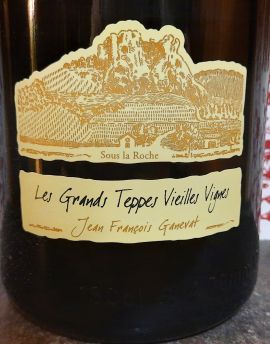 Sous la Roche
Les Grands Teppes Vieilles Vignes
Jean François Ganevat